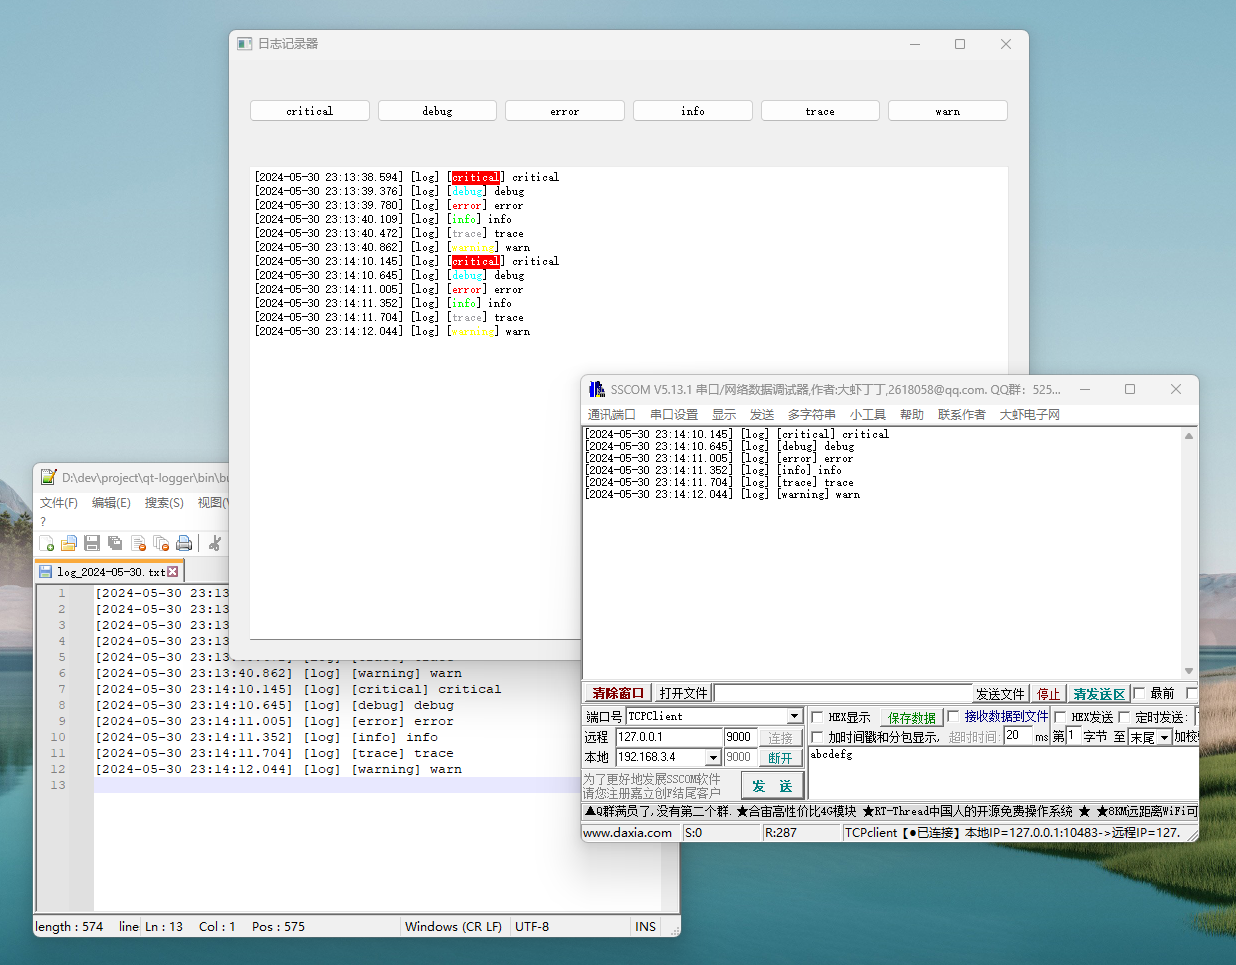 日志记录器
critical debug error info trace warn
[2024-05-30 23:13:38.594] [log] [critical] critical
[2024-05-30 23:13:39.376] [log] [debug] debug
[2024-05-30 23:13:39.780] [log] [error] error
[2024-05-30 23:13:40.109] [log] [info] info
[2024-05-30 23:13:40.472] [log] [trace] trace
[2024-05-30 23:13:40.862] [log] [warning] warn
[2024-05-30 23:14:10.145] [log] [critical] critical
[2024-05-30 23:14:10.645] [log] [debug] debug
[2024-05-30 23:14:11.005] [log] [error] error
[2024-05-30 23:14:11.352] [log] [info] info
[2024-05-30 23:14:11.704] [log] [trace] trace
[2024-05-30 23:14:12.044] [log] [warning] warn
SSCOM V5.13.1 串口/网络数据调试器,作者:大虾丁丁,2618058@qq.com. QQ群: 525...
通讯端口 串口设置 显示 发送 多字符串 小工具 帮助 联系作者 大虾电子网
[2024-05-30 23:14:10.145] [log] [critical] critical
[2024-05-30 23:14:10.645] [log] [debug] debug
[2024-05-30 23:14:11.005] [log] [error] error
[2024-05-30 23:14:11.352] [log] [info] info
[2024-05-30 23:14:11.704] [log] [trace] trace
[2024-05-30 23:14:12.044] [log] [warning] warn
清除窗口 打开文件 发送文件 停止 清发送区 最前
端口号 TCPClient HEX显示 保存数据 接收数据到文件 HEX发送 定时发送:
远程 127.0.0.1 9000 连接 加时间戳和分包显示, 超时时间: 20 ms 第 1 字节 至 末尾 加校
本地 192.168.3.4 9000 断开 abcdefg
为了更好地发展SSCOM软件
请您注册嘉立创F结尾客户
发 送
▲Q群满员了,没有第二个群. ★合宙高性价比4G模块 ★RT-Thread中国人的开源免费操作系统 ★ ★8KM远距离WiFi可
www.daxia.com S:0 R:287 TCPclient【●已连接】本地IP=127.0.0.1:10483->远程IP=127.
D:\dev\project\qt-logger\bin\bu
文件(F) 编辑(E) 搜索(S) 视图(V
?
log_2024-05-30.txt
1 [2024-05-30 23:13
2 [2024-05-30 23:13
3 [2024-05-30 23:13
4 [2024-05-30 23:13
5 [2024-05-30 23:13:40.472] [log] [trace] trace
6 [2024-05-30 23:13:40.862] [log] [warning] warn
7 [2024-05-30 23:14:10.145] [log] [critical] critical
8 [2024-05-30 23:14:10.645] [log] [debug] debug
9 [2024-05-30 23:14:11.005] [log] [error] error
10 [2024-05-30 23:14:11.352] [log] [info] info
11 [2024-05-30 23:14:11.704] [log] [trace] trace
12 [2024-05-30 23:14:12.044] [log] [warning] warn
13
length : 574 line Ln : 13 Col : 1 Pos : 575 Windows (CR LF) UTF-8 INS